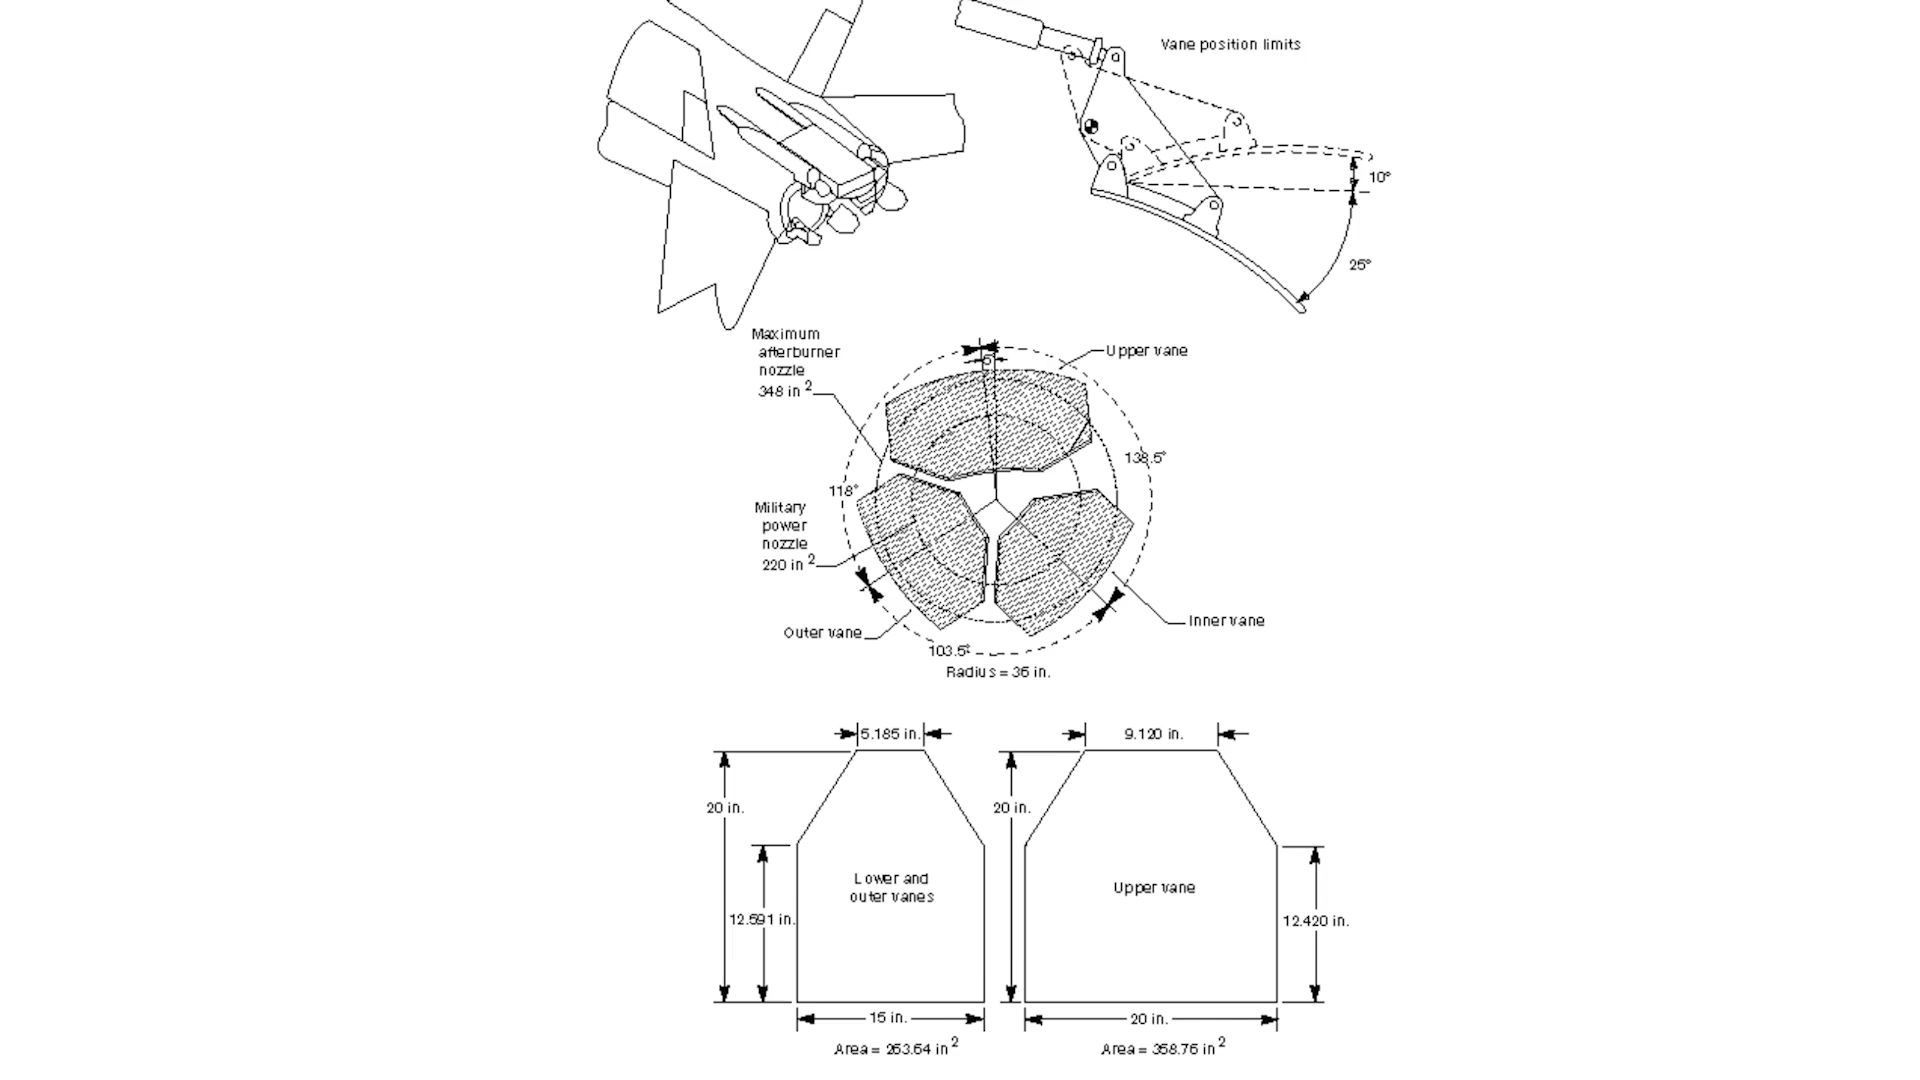 Vane position limits
10°
25°
Maximum
afterburner
nozzle
348 in 2
5°
Upper vane
138.5°
118°
Military
power
nozzle
220 in 2
Outer vane
Inner vane
103.5°
Radius = 36 in.
5.185 in.
9.120 in.
20 in.
20 in.
Lower and
outer vanes
Upper vane
12.591 in.
12.420 in.
15 in.
20 in.
Area = 263.64 in 2
Area = 358.76 in 2